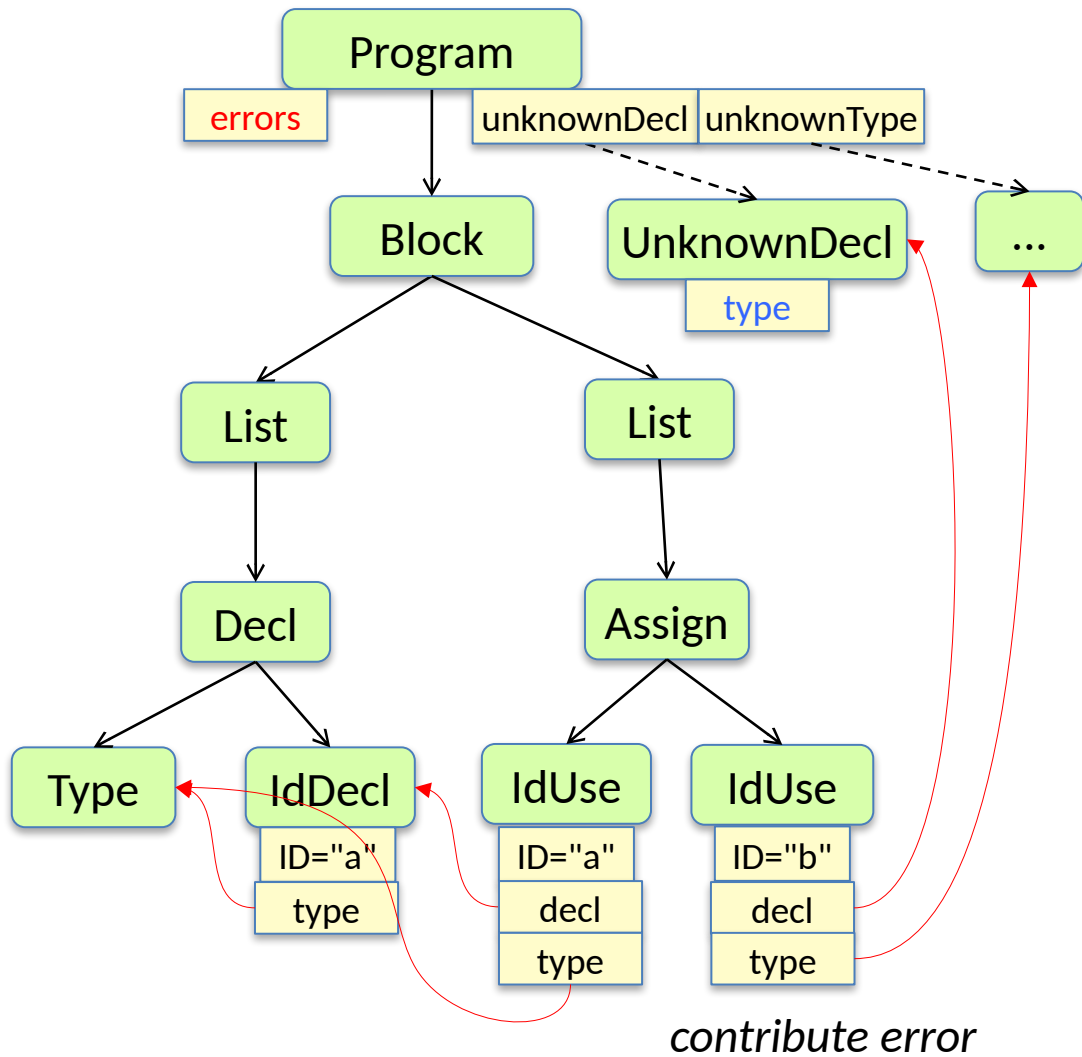 Program
errors
unknownDecl
unknownType
Block
UnknownDecl
...
type
List
List
Decl
Assign
Type
IdDecl
IdUse
IdUse
ID="a"
ID="a"
ID="b"
type
decl
decl
type
type
contribute error